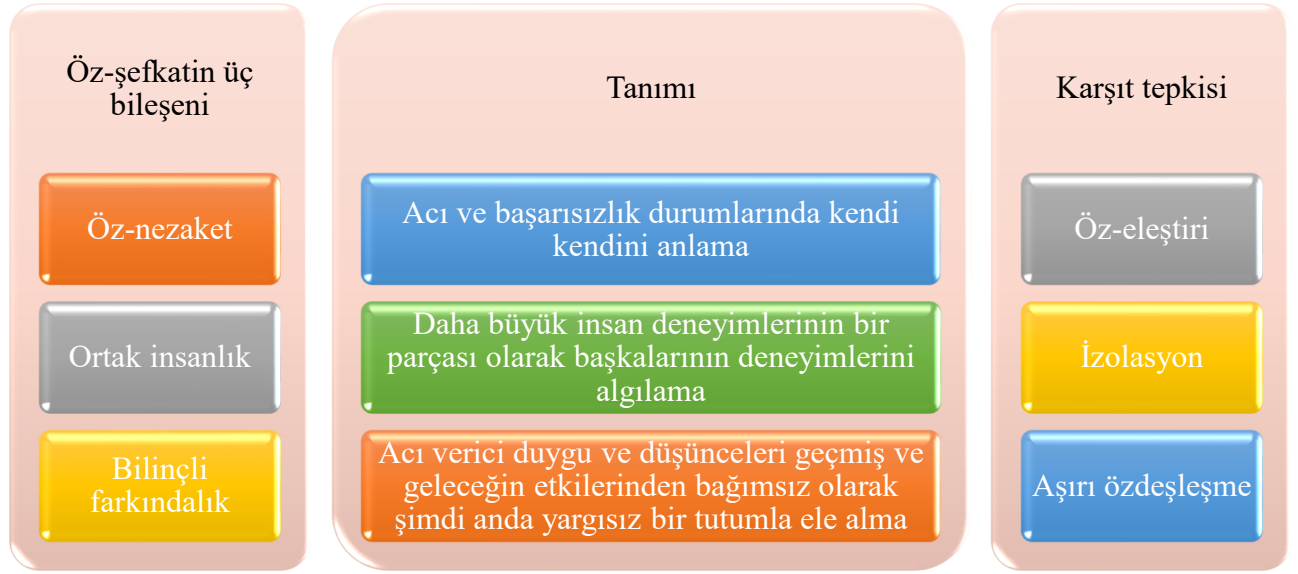 Öz-şefkatin üç
bileşeni
Tanımı
Karşıt tepkisi
Öz-nezaket
Acı ve başarısızlık durumlarında kendi
kendini anlama
Öz-eleştiri
Ortak insanlık
Daha büyük insan deneyimlerinin bir
parçası olarak başkalarının deneyimlerini
algılama
İzolasyon
Bilinçli
farkındalık
Acı verici duygu ve düşünceleri geçmiş ve
geleceğin etkilerinden bağımsız olarak
şimdi anda yargısız bir tutumla ele alma
Aşırı özdeşleşme